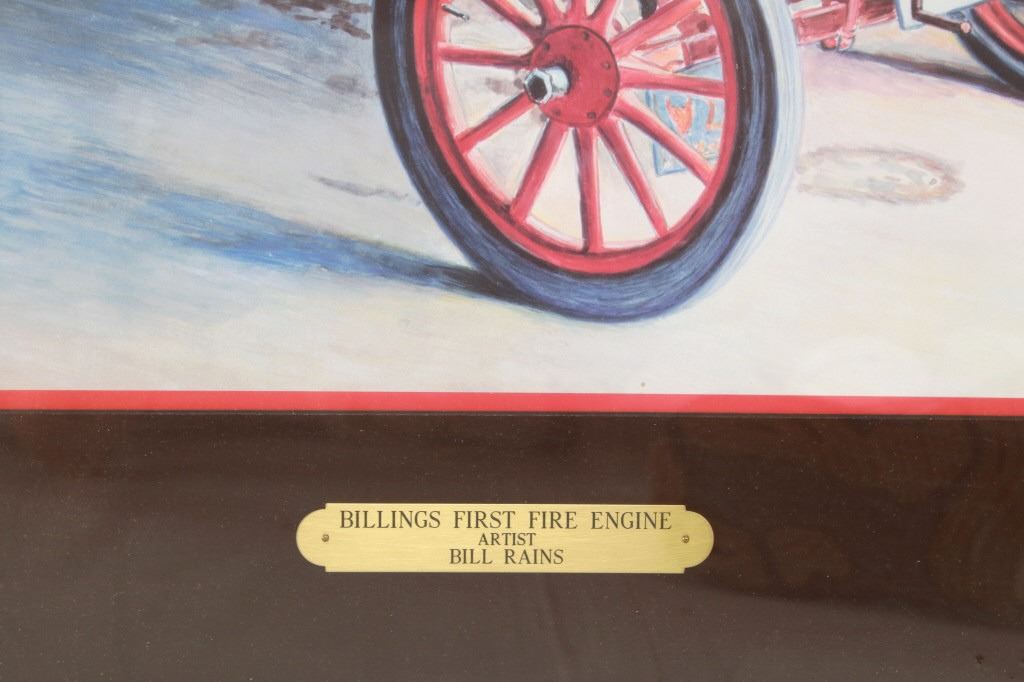 BILLINGS FIRST FIRE ENGINE
ARTIST
BILL RAINS